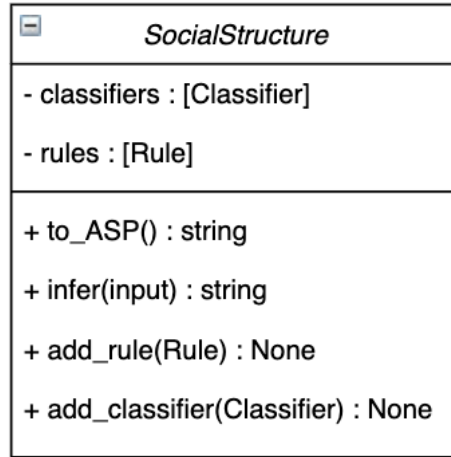 SocialStructure
- classifiers : [Classifier]
- rules : [Rule]
+ to_ASP() : string
+ infer(input) : string
+ add_rule(Rule) : None
+ add_classifier(Classifier) : None